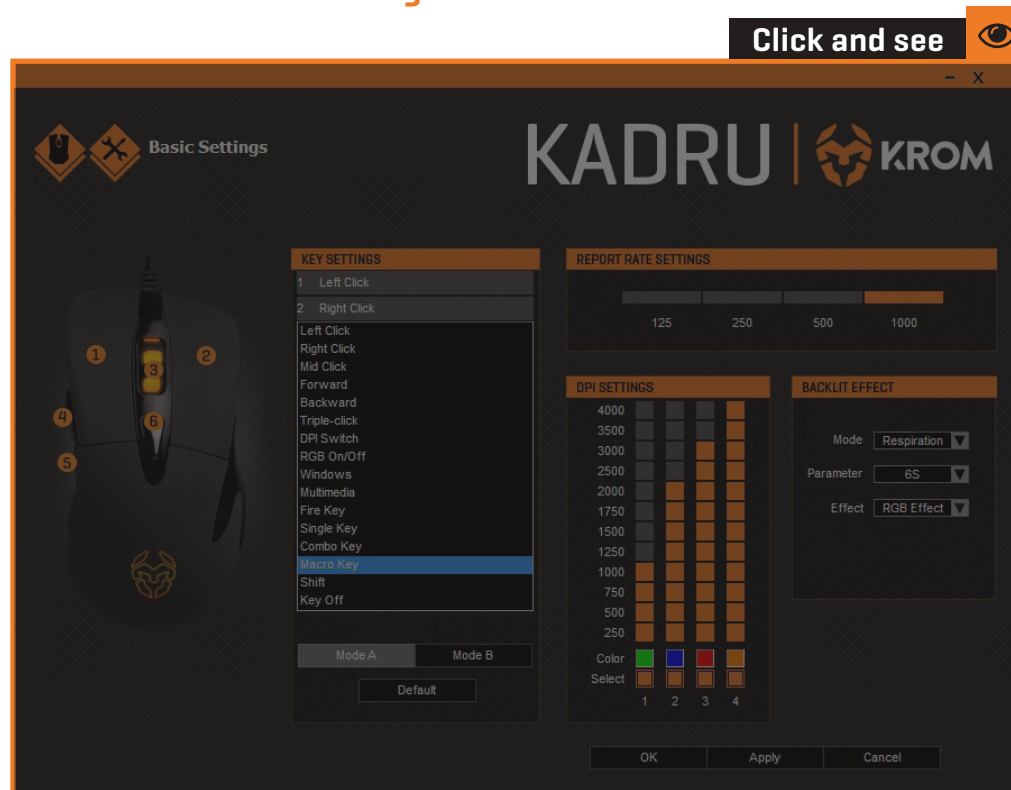 Click and see
- X
Basic Settings
KADRU KROM
KEY SETTINGS
1 Left Click
2 Right Click
Left Click
Right Click
Mid Click
Forward
Backward
Triple-click
DPI Switch
RGB On/Off
Windows
Multimedia
Fire Key
Single Key
Combo Key
Macro Key
Shift
Key Off
Mode A Mode B
Default
1
2
3
4
5
6
REPORT RATE SETTINGS
125 250 500 1000
DPI SETTINGS
4000
3500
3000
2500
2000
1750
1500
1250
1000
750
500
250
Color
Select
1 2 3 4
BACKLIT EFFECT
Mode Respiration
Parameter 6S
Effect RGB Effect
OK Apply Cancel